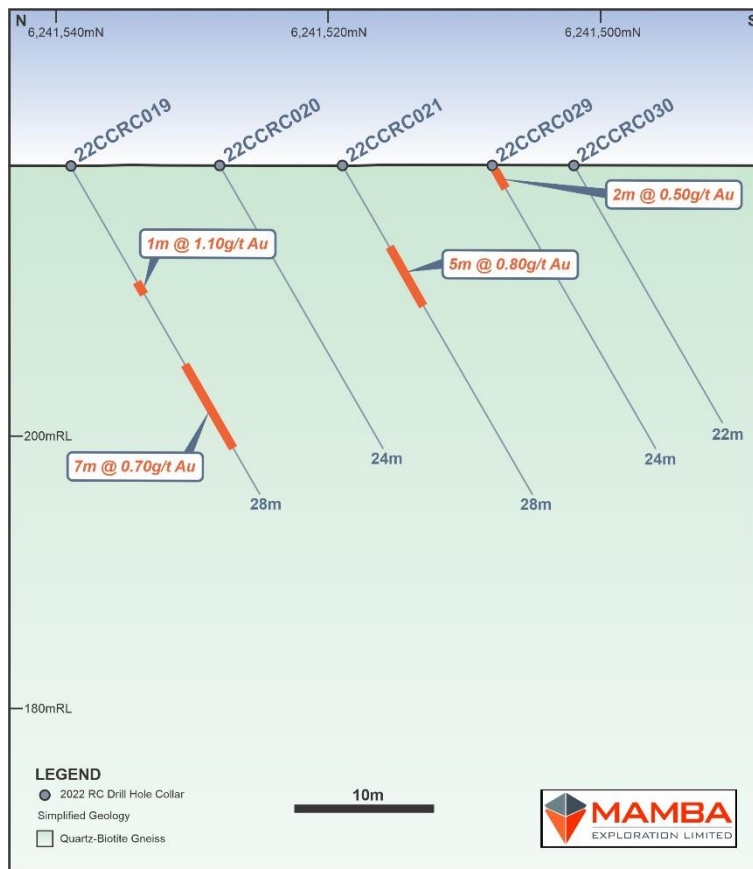 N
S
6,241,540mN
6,241,520mN
6,241,500mN
22CCRC019
22CCRC020
22CCRC021
22CCRC029
22CCRC030
2m @ 0.50g/t Au
1m @ 1.10g/t Au
5m @ 0.80g/t Au
200mRL
7m @ 0.70g/t Au
22m
24m
24m
28m
28m
180mRL
LEGEND
2022 RC Drill Hole Collar
Simplified Geology
Quartz-Biotite Gneiss
10m
MAMBA
EXPLORATION LIMITED